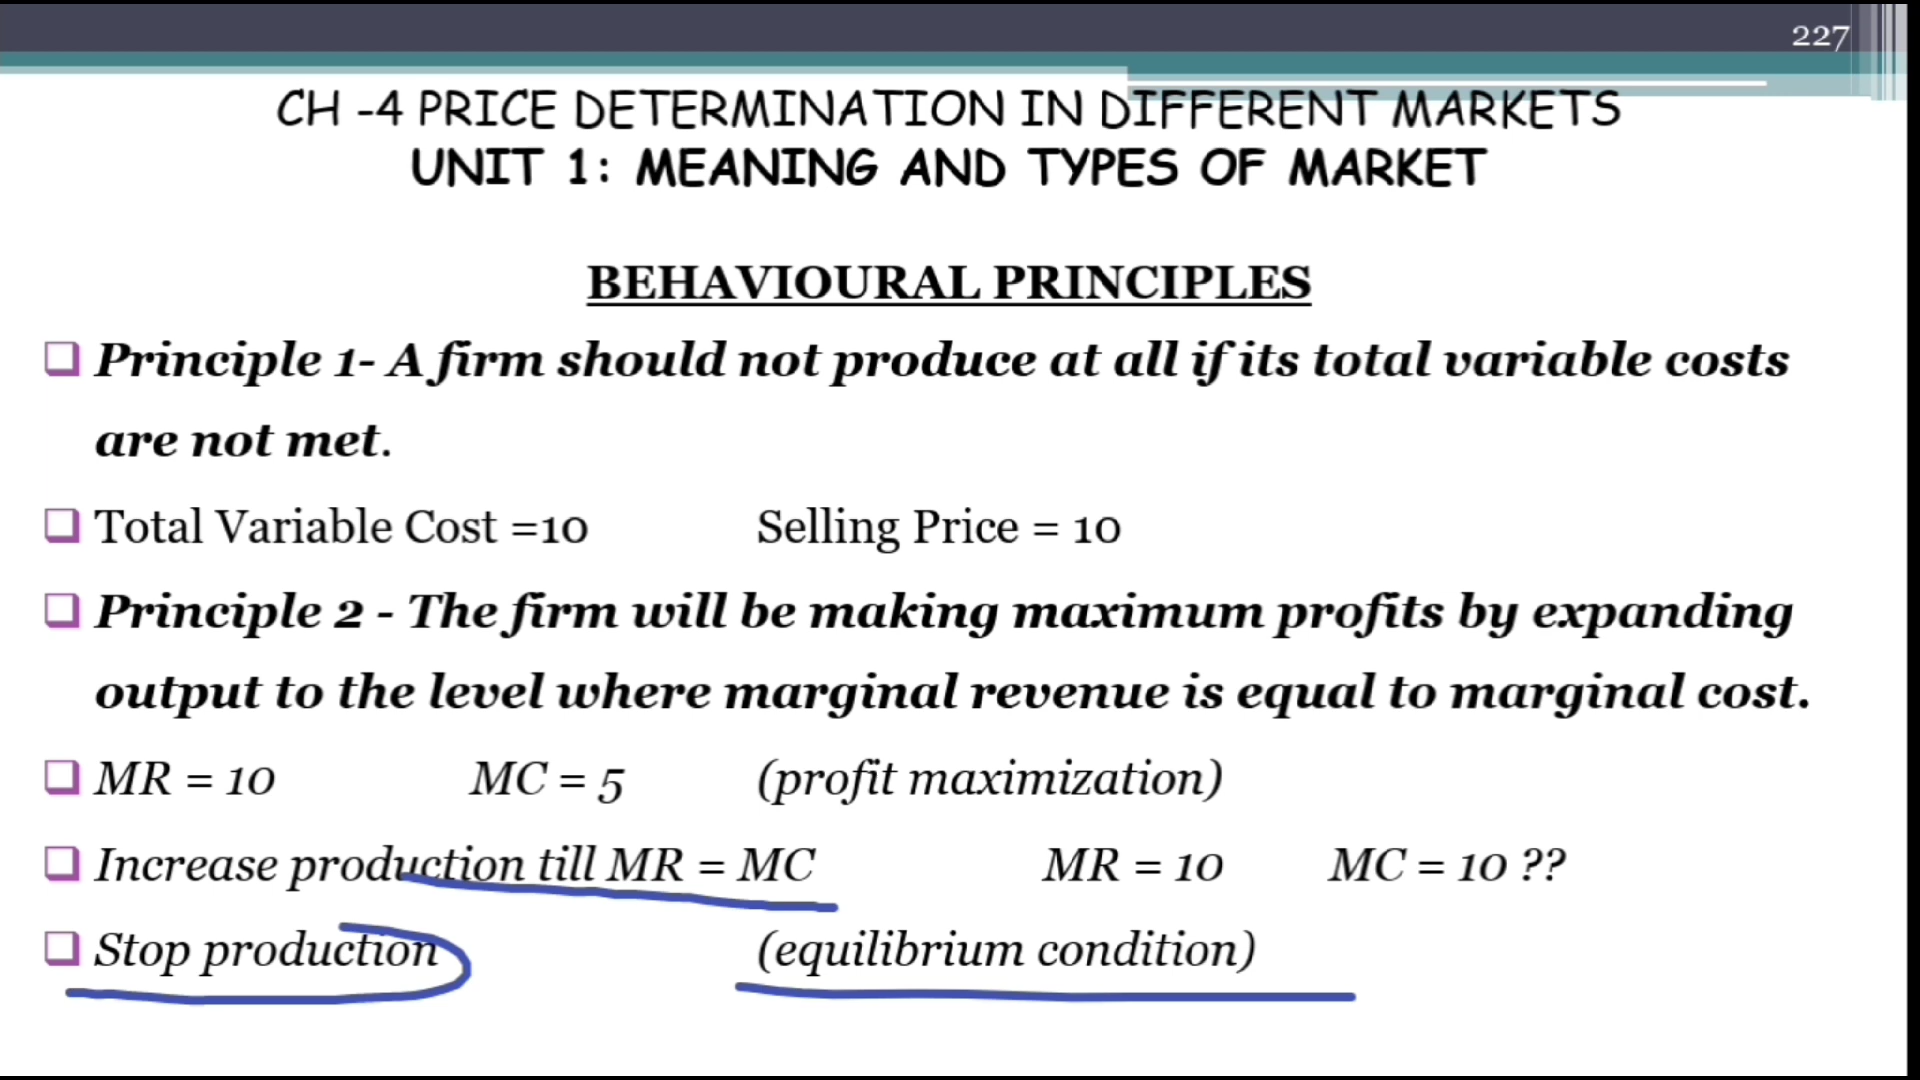 227
CH -4 PRICE DETERMINATION IN DIFFERENT MARKETS
UNIT 1: MEANING AND TYPES OF MARKET
BEHAVIOURAL PRINCIPLES
Principle 1- A firm should not produce at all if its total variable costs
are not met.
Total Variable Cost =10 Selling Price = 10
Principle 2 - The firm will be making maximum profits by expanding
output to the level where marginal revenue is equal to marginal cost.
MR = 10 MC = 5 (profit maximization)
Increase production till MR = MC MR = 10 MC = 10 ??
Stop production (equilibrium condition)